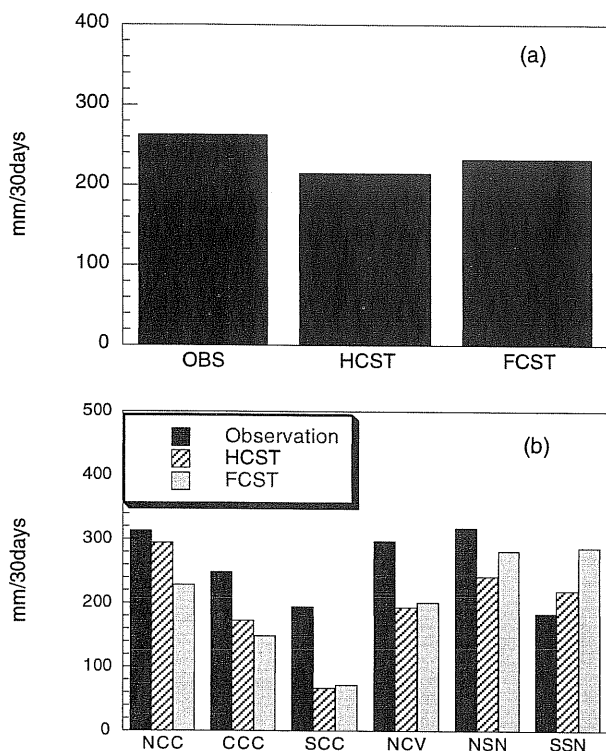 400
(a)
300
200
100
0
mm/30days
OBS HCST FCST
500
Observation
HCST
FCST
(b)
400
300
200
100
0
mm/30days
NCC CCC SCC NCV NSN SSN